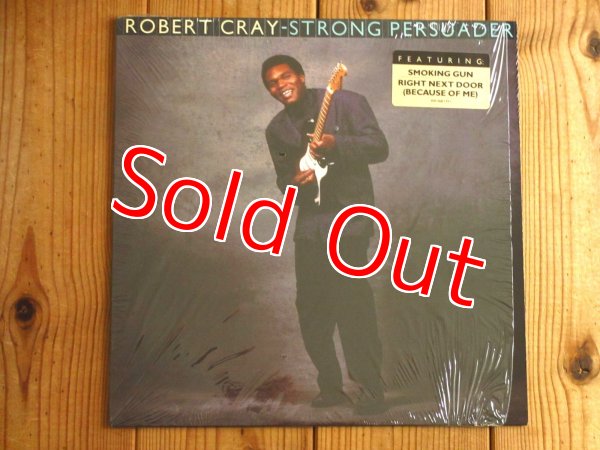 ROBERT CRAY-STRONG PERSUADER
FEATURING:
SMOKING GUN
RIGHT NEXT DOOR
(BECAUSE OF ME)
Sold Out